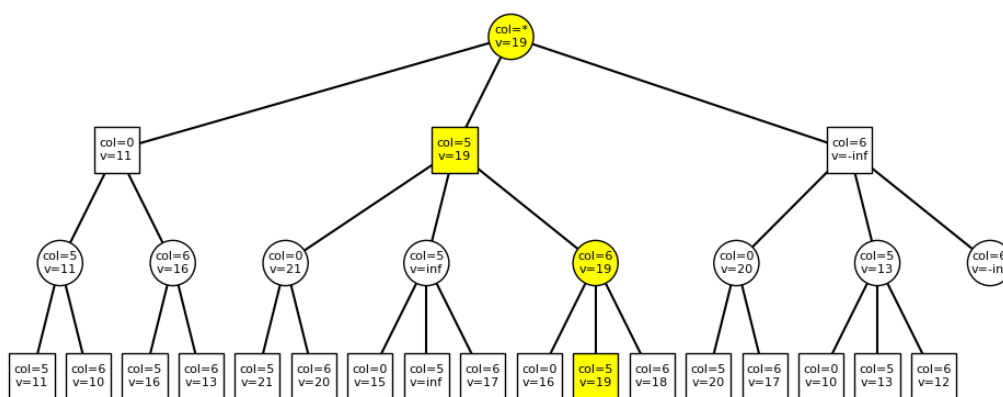 col=*
v=19
col=0
v=11
col=5
v=19
col=6
v=-inf
col=5
v=11
col=6
v=16
col=0
v=21
col=5
v=inf
col=6
v=19
col=0
v=20
col=5
v=13
col=6
v=-in
col=5
v=11
col=6
v=10
col=5
v=16
col=6
v=13
col=5
v=21
col=6
v=20
col=0
v=15
col=5
v=inf
col=6
v=17
col=0
v=16
col=5
v=19
col=6
v=18
col=5
v=20
col=6
v=17
col=0
v=10
col=5
v=13
col=6
v=12